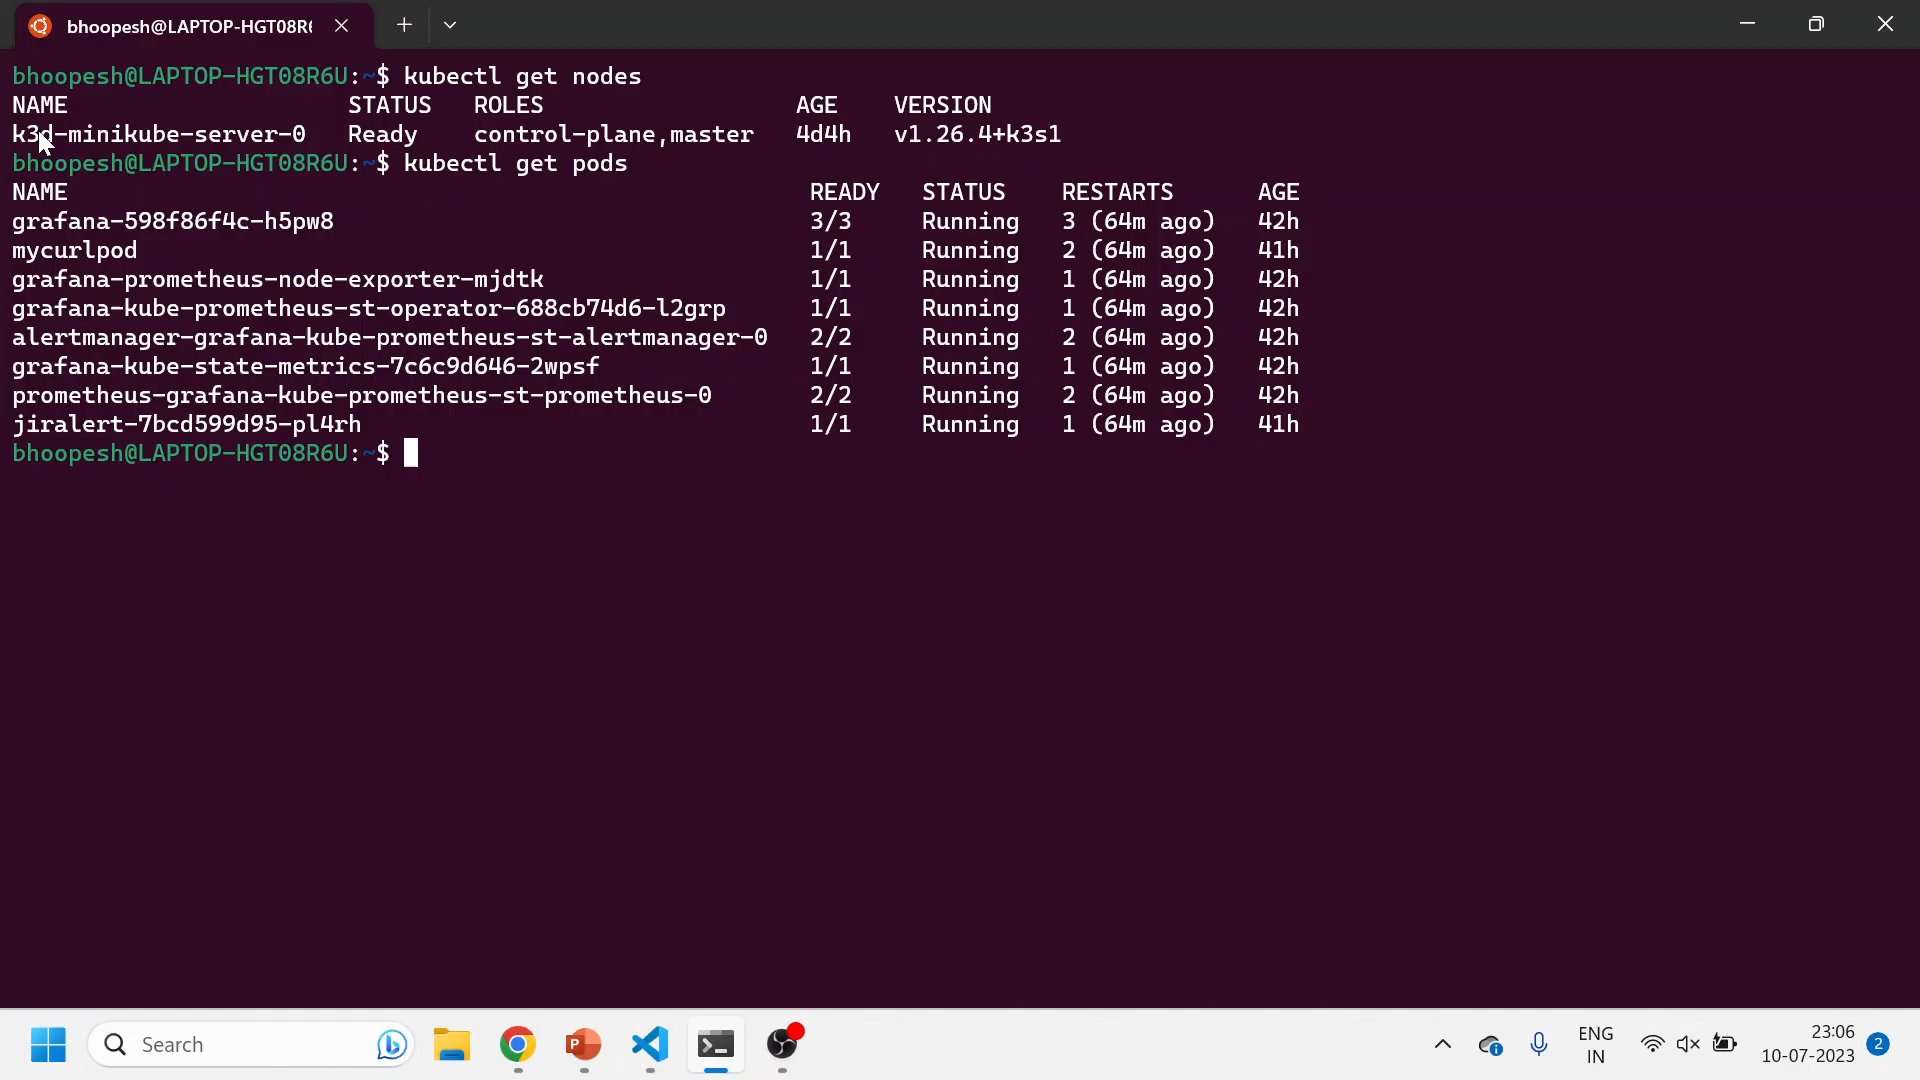 bhoopesh@LAPTOP-HGT08R6
bhoopesh@LAPTOP-HGT08R6U:~$ kubectl get nodes
NAME STATUS ROLES AGE VERSION
k3d-minikube-server-0 Ready control-plane,master 4d4h v1.26.4+k3s1
bhoopesh@LAPTOP-HGT08R6U:~$ kubectl get pods
NAME READY STATUS RESTARTS AGE
grafana-598f86f4c-h5pw8 3/3 Running 3 (64m ago) 42h
mycurlpod 1/1 Running 2 (64m ago) 41h
grafana-prometheus-node-exporter-mjdtk 1/1 Running 1 (64m ago) 42h
grafana-kube-prometheus-st-operator-688cb74d6-l2grp 1/1 Running 1 (64m ago) 42h
alertmanager-grafana-kube-prometheus-st-alertmanager-0 2/2 Running 2 (64m ago) 42h
grafana-kube-state-metrics-7c6c9d646-2wpsf 1/1 Running 1 (64m ago) 42h
prometheus-grafana-kube-prometheus-st-prometheus-0 2/2 Running 2 (64m ago) 42h
jiralert-7bcd599d95-pl4rh 1/1 Running 1 (64m ago) 41h
bhoopesh@LAPTOP-HGT08R6U:~$
Search
ENG
IN
23:06
10-07-2023
2